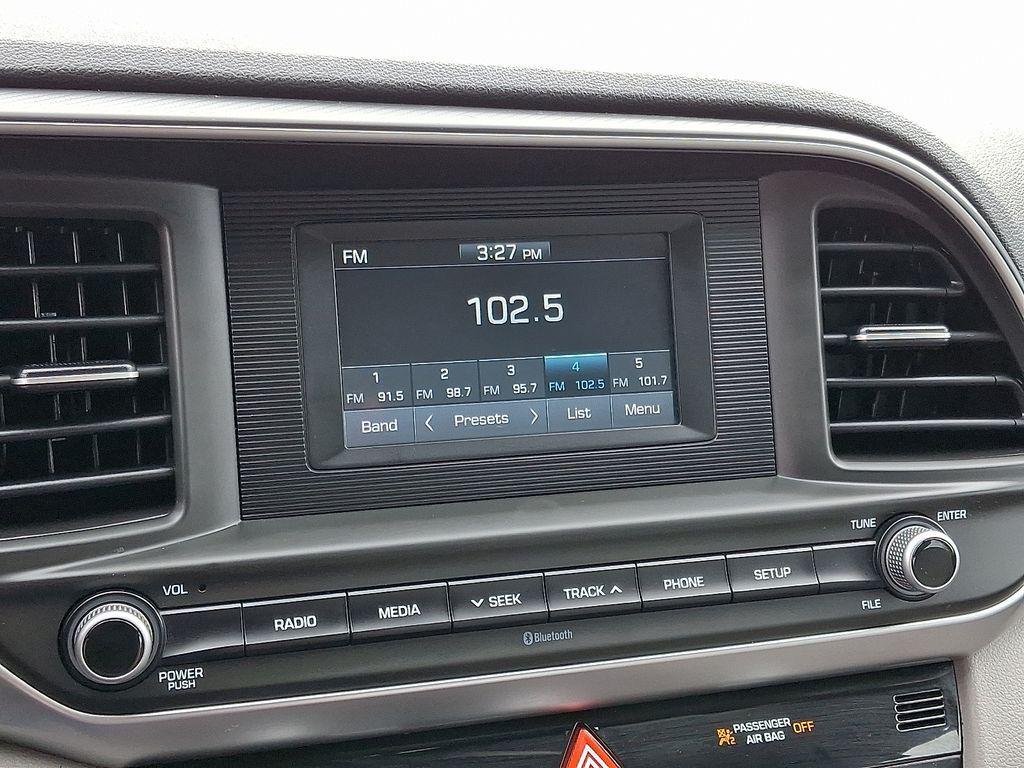 FM 3:27 PM
102.5
1 2 3 4 5
FM 91.5 FM 98.7 FM 95.7 FM 102.5 FM 101.7
Band < Presets > List Menu
TUNE ENTER
VOL
RADIO MEDIA SEEK TRACK PHONE SETUP
FILE
Bluetooth
POWER
PUSH
PASSENGER OFF
AIR BAG
2